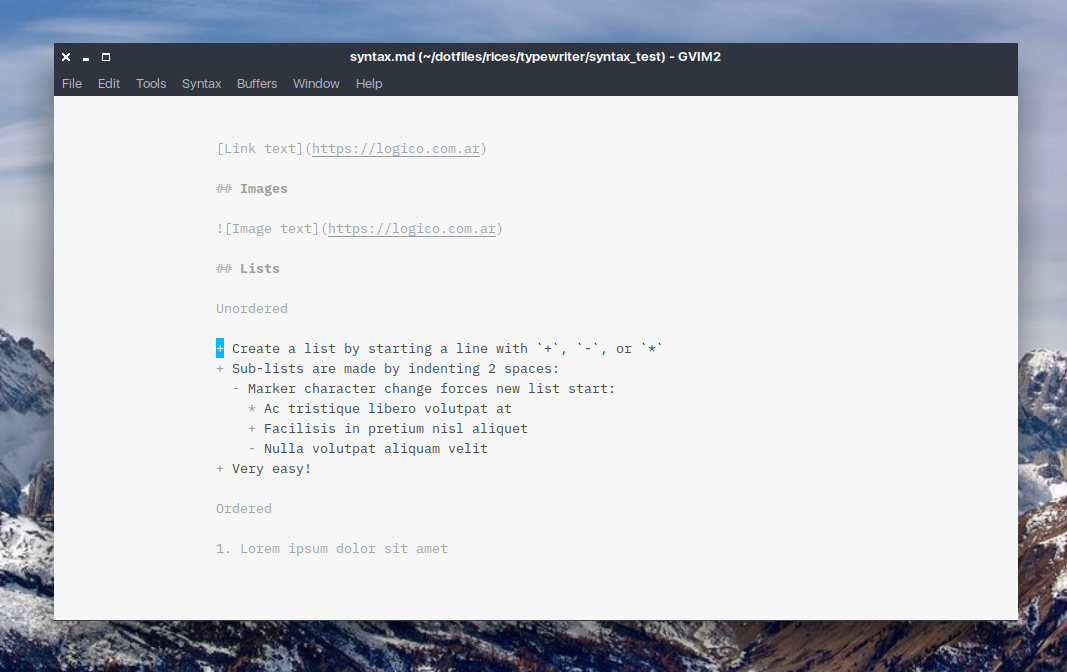 syntax.md (~/dotfiles/rices/typewriter/syntax_test) - GVIM2
File Edit Tools Syntax Buffers Window Help
[Link text](https://logico.com.ar)
## Images
![Image text](https://logico.com.ar)
## Lists
Unordered
+ Create a list by starting a line with `+`, `-`, or `*`
+ Sub-lists are made by indenting 2 spaces:
  - Marker character change forces new list start:
    * Ac tristique libero volutpat at
    + Facilisis in pretium nisl aliquet
    - Nulla volutpat aliquam velit
+ Very easy!
Ordered
1. Lorem ipsum dolor sit amet